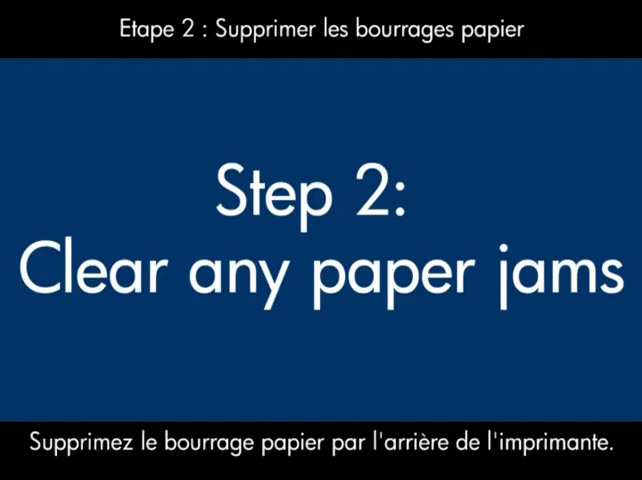 Etape 2 : Supprimer les bourrages papier
Step 2:
Clear any paper jams
Supprimez le bourrage papier par l'arrière de l'imprimante.